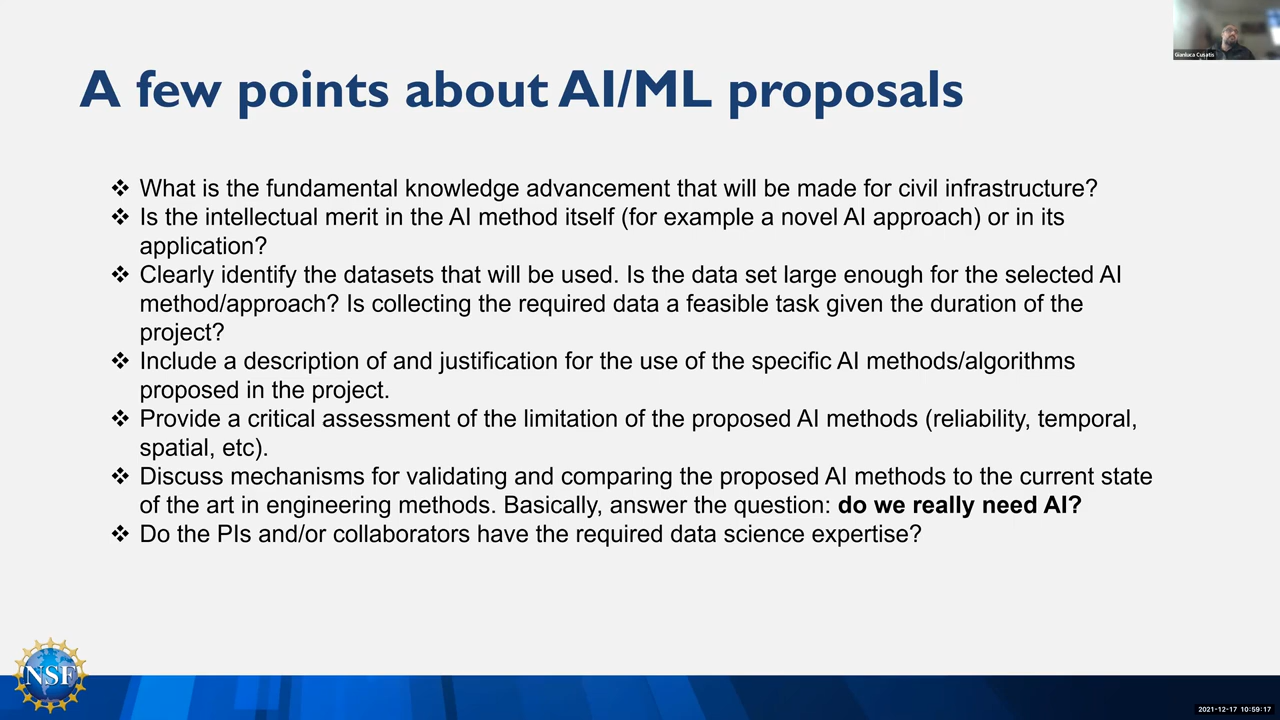 Gianluca Cusatis
A few points about AI/ML proposals
❖ What is the fundamental knowledge advancement that will be made for civil infrastructure?
❖ Is the intellectual merit in the AI method itself (for example a novel AI approach) or in its
application?
❖ Clearly identify the datasets that will be used. Is the data set large enough for the selected AI
method/approach? Is collecting the required data a feasible task given the duration of the
project?
❖ Include a description of and justification for the use of the specific AI methods/algorithms
proposed in the project.
❖ Provide a critical assessment of the limitation of the proposed AI methods (reliability, temporal,
spatial, etc).
❖ Discuss mechanisms for validating and comparing the proposed AI methods to the current state
of the art in engineering methods. Basically, answer the question: do we really need AI?
❖ Do the PIs and/or collaborators have the required data science expertise?
NSF
2021-12-17 10:59:17